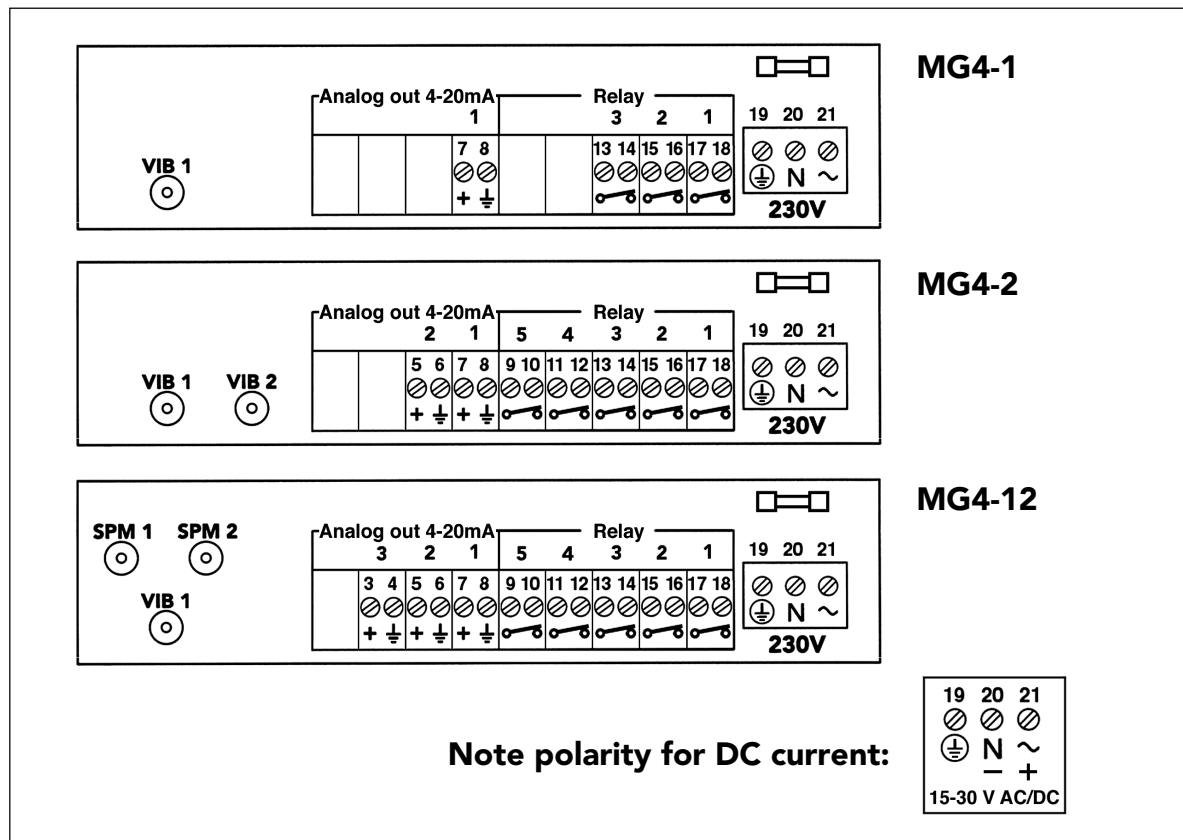 MG4-1
Analog out 4-20mA Relay
1 3 2 1 19 20 21
7 8 13 14 15 16 17 18
VIB 1
+ N ~
230V
MG4-2
Analog out 4-20mA Relay
2 1 5 4 3 2 1 19 20 21
5 6 7 8 9 10 11 12 13 14 15 16 17 18
VIB 1 VIB 2
+ + N ~
230V
MG4-12
SPM 1 SPM 2
Analog out 4-20mA Relay
3 2 1 5 4 3 2 1 19 20 21
3 4 5 6 7 8 9 10 11 12 13 14 15 16 17 18
VIB 1
+ + + N ~
230V
Note polarity for DC current:
19 20 21
N ~
− +
15-30 V AC/DC